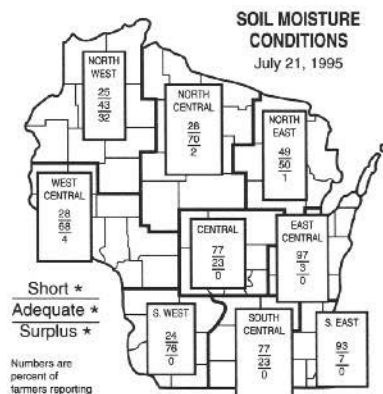 SOIL MOISTURE
CONDITIONS
July 21, 1995
NORTH
WEST
25
43
32
NORTH
CENTRAL
28
70
2
NORTH
EAST
49
50
1
WEST
CENTRAL
28
68
4
CENTRAL
77
23
0
EAST
CENTRAL
97
3
0
S. WEST
24
76
0
SOUTH
CENTRAL
77
23
0
S. EAST
93
7
0
Short *
Adequate *
Surplus *
Numbers are
percent of
farmers reporting